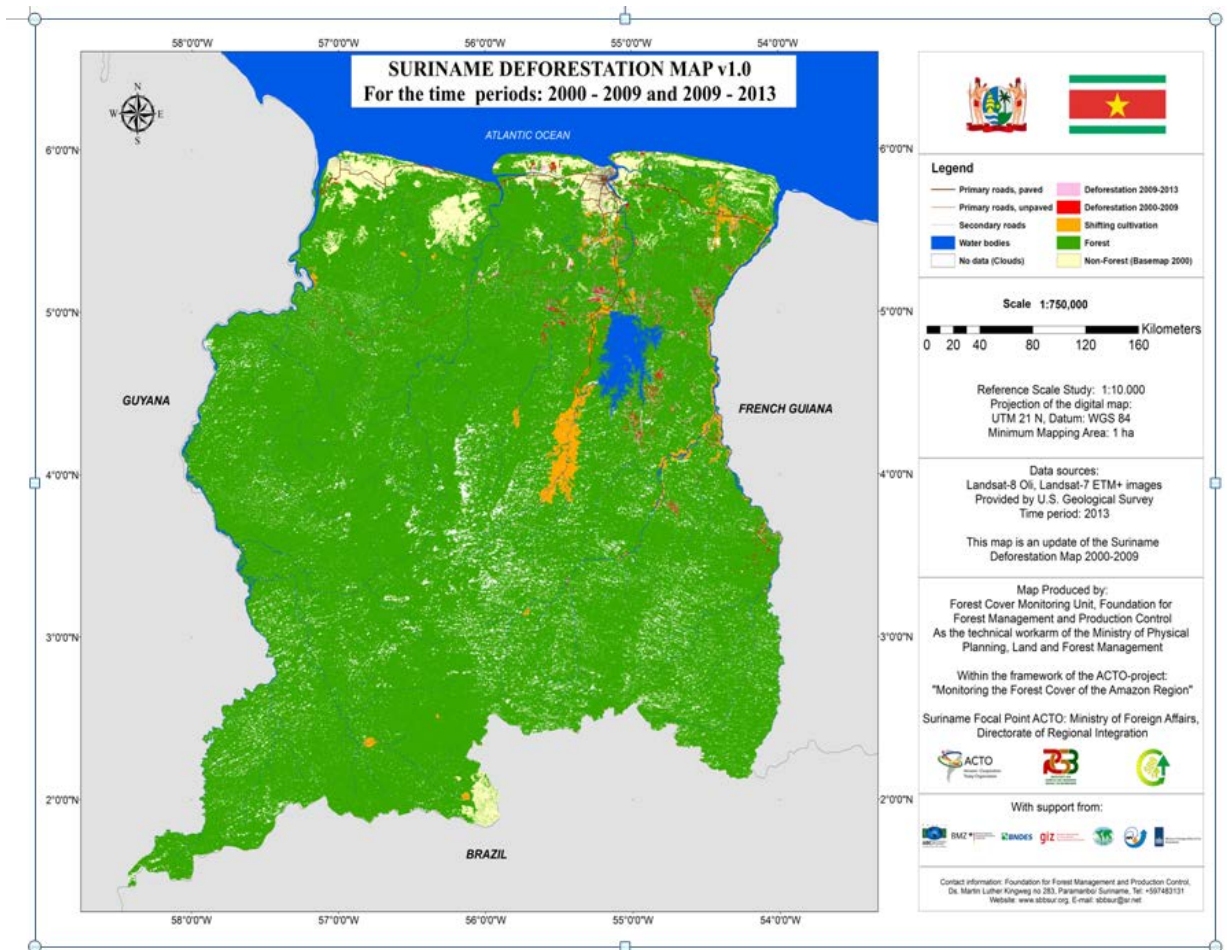 58°0'0"W 57°0'0"W 56°0'0"W 55°0'0"W 54°0'0"W
SURINAME DEFORESTATION MAP v1.0
For the time periods: 2000 - 2009 and 2009 - 2013
N
W E
S
ATLANTIC OCEAN
6°0'0"N 6°0'0"N
5°0'0"N 5°0'0"N
GUYANA
FRENCH GUIANA
4°0'0"N 4°0'0"N
3°0'0"N 3°0'0"N
2°0'0"N 2°0'0"N
BRAZIL
58°0'0"W 57°0'0"W 56°0'0"W 55°0'0"W 54°0'0"W
Legend
Primary roads, paved
Primary roads, unpaved
Secondary roads
Water bodies
No data (Clouds)
Deforestation 2009-2013
Deforestation 2000-2009
Shifting cultivation
Forest
Non-Forest (Basemap 2000)
Scale 1:750,000
Kilometers
0 20 40 80 120 160
Reference Scale Study: 1:10.000
Projection of the digital map:
UTM 21 N, Datum: WGS 84
Minimum Mapping Area: 1 ha
Data sources:
Landsat-8 Oli, Landsat-7 ETM+ images
Provided by U.S. Geological Survey
Time period: 2013
This map is an update of the Suriname
Deforestation Map 2000-2009
Map Produced by:
Forest Cover Monitoring Unit, Foundation for
Forest Management and Production Control
As the technical workarm of the Ministry of Physical
Planning, Land and Forest Management
Within the framework of the ACTO-project:
"Monitoring the Forest Cover of the Amazon Region"
Suriname Focal Point ACTO: Ministry of Foreign Affairs,
Directorate of Regional Integration
ACTO
With support from:
BMZ BNDES giz
Contact information: Foundation for Forest Management and Production Control,
Ds. Martin Luther Kingweg no 283, Paramaribo/ Suriname, Tel: +597483131
Website: www.sbbsur.org, E-mail: sbbsur@sr.net